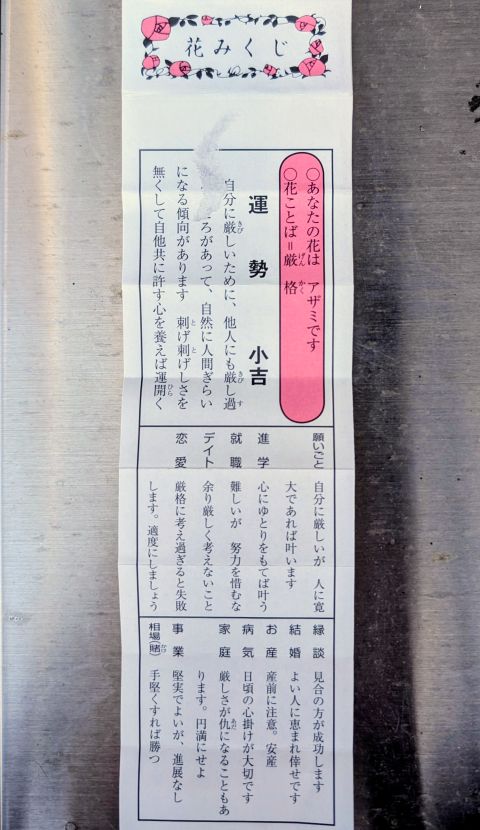 花みくじ
○あなたの花は アザミです
○花ことば＝厳格
運勢 小吉
自分に厳しいために、他人にも厳し過
ろがあって、自然に人間ぎらい
になる傾向があります 刺げ刺げしさを
無くして自他共に許す心を養えば運開く
願いごと 自分に厳しいが 人に寛
大であれば叶います
進学 心にゆとりをもてば叶う
就職 難しいが 努力を惜むな
デイト 余り厳しく考えないこと
恋愛 厳格に考え過ぎると失敗
します。適度にしましょう
縁談 見合の方が成功します
結婚 よい人に恵まれ倖せです
お産 産前に注意。安産
病気 日頃の心掛けが大切です
家庭 厳しさが仇になることもあ
ります。円満にせよ
事業 堅実でよいが、進展なし
相場(賭) 手堅くすれば勝つ